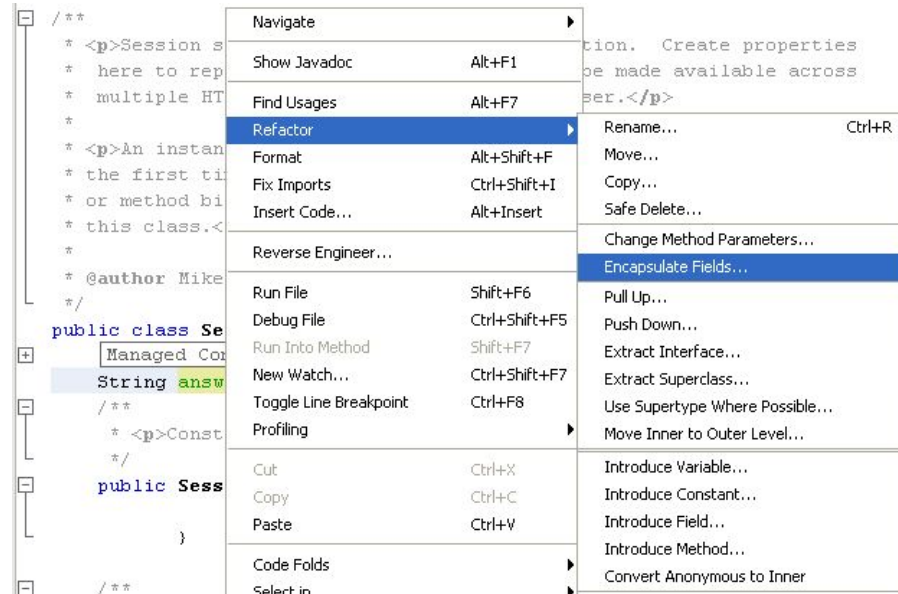 /**
* <p>Session s
tion. Create properties
* here to rep
be made available across
* multiple HT
ser.</p>
*
* <p>An instan
* the first ti
* or method bi
* this class.<
*
* @author Mike
*/
public class Se
Managed Co
String answ
/**
* <p>Const
*/
public Sess
}
/**
Navigate
Show Javadoc Alt+F1
Find Usages Alt+F7
Refactor
Format Alt+Shift+F
Fix Imports Ctrl+Shift+I
Insert Code... Alt+Insert
Reverse Engineer...
Run File Shift+F6
Debug File Ctrl+Shift+F5
Run Into Method Shift+F7
New Watch... Ctrl+Shift+F7
Toggle Line Breakpoint Ctrl+F8
Profiling
Cut Ctrl+X
Copy Ctrl+C
Paste Ctrl+V
Code Folds
Select in
Rename... Ctrl+R
Move...
Copy...
Safe Delete...
Change Method Parameters...
Encapsulate Fields...
Pull Up...
Push Down...
Extract Interface...
Extract Superclass...
Use Supertype Where Possible...
Move Inner to Outer Level...
Introduce Variable...
Introduce Constant...
Introduce Field...
Introduce Method...
Convert Anonymous to Inner